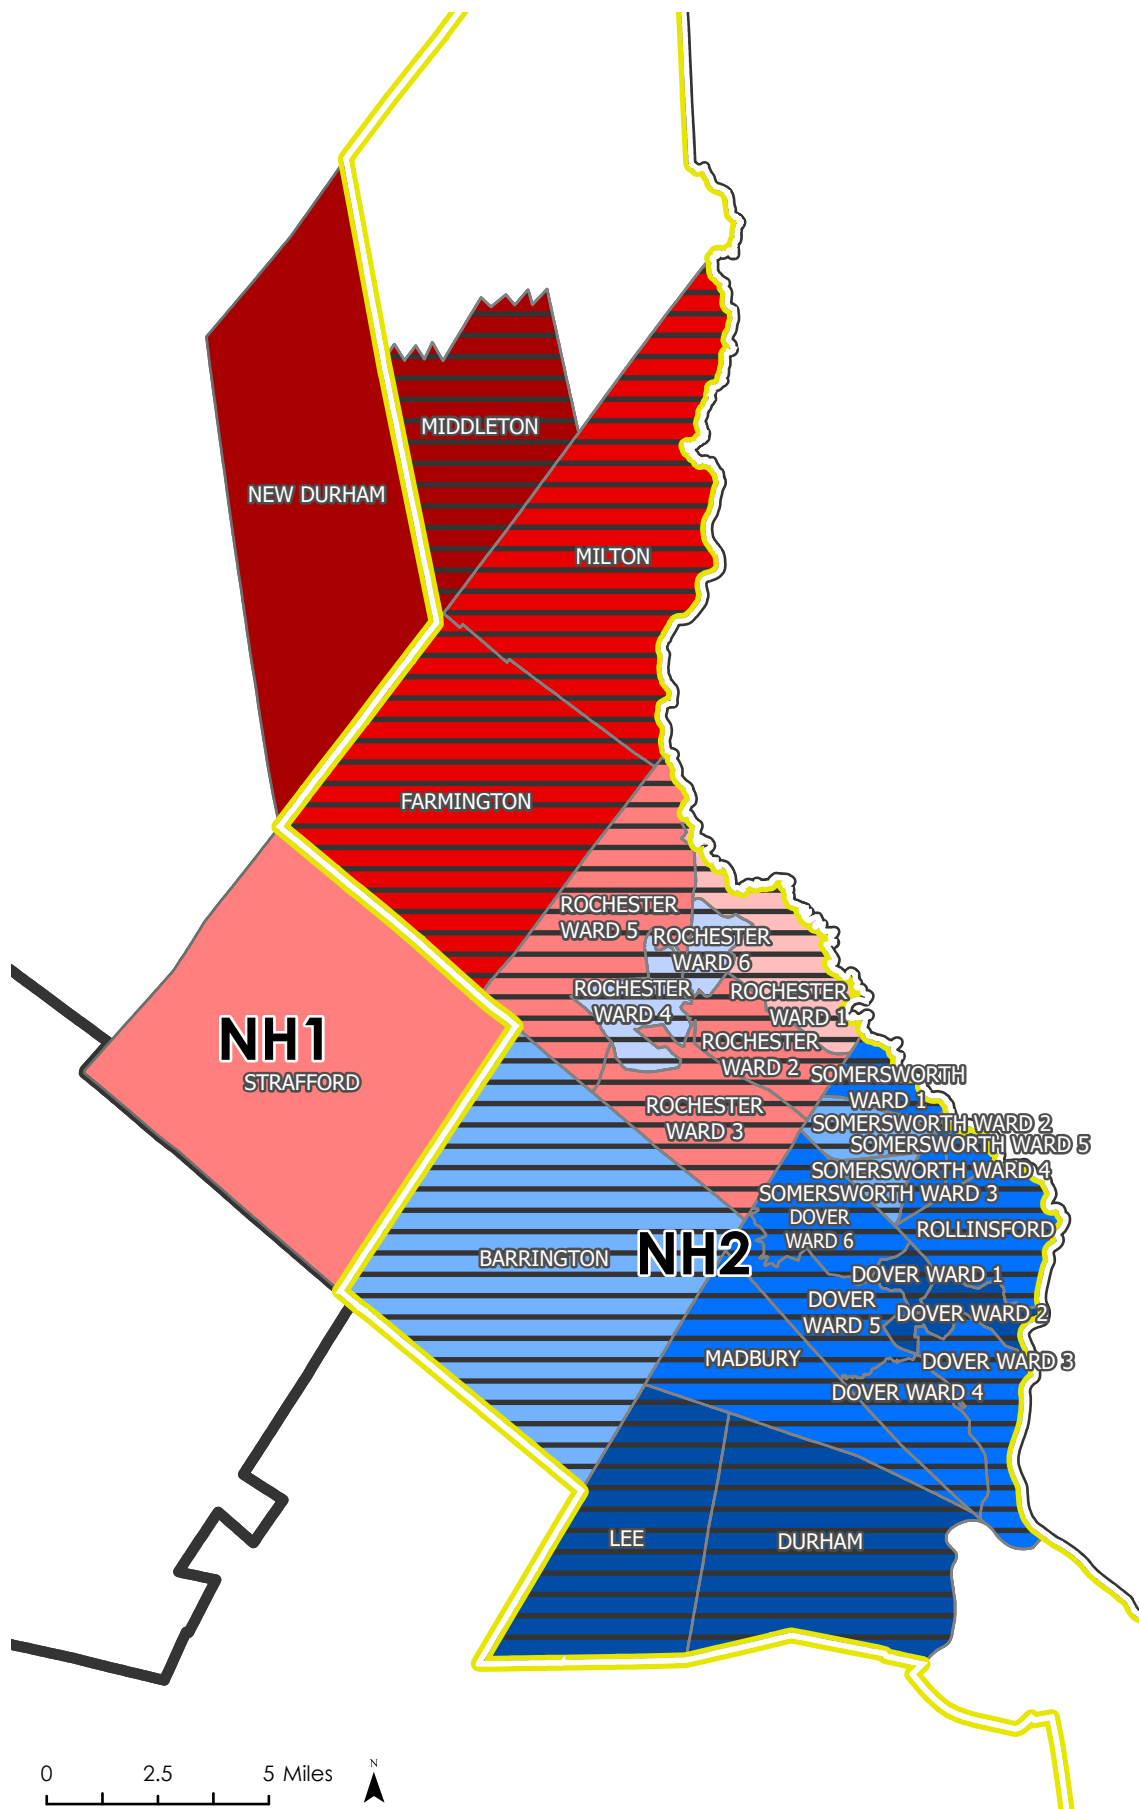 MIDDLETON
NEW DURHAM
MILTON
FARMINGTON
ROCHESTER
WARD 5
ROCHESTER
WARD 6
ROCHESTER
WARD 4
ROCHESTER
WARD 1
NH1
STRAFFORD
ROCHESTER
WARD 2
SOMERSWORTH
WARD 1
ROCHESTER
WARD 3
SOMERSWORTH WARD 2
SOMERSWORTH WARD 5
SOMERSWORTH WARD 4
SOMERSWORTH WARD 3
DOVER
WARD 6
ROLLINSFORD
BARRINGTON
NH2
DOVER WARD 1
DOVER
WARD 5
DOVER WARD 2
MADBURY
DOVER WARD 3
DOVER WARD 4
LEE
DURHAM
0 2.5 5 Miles
N